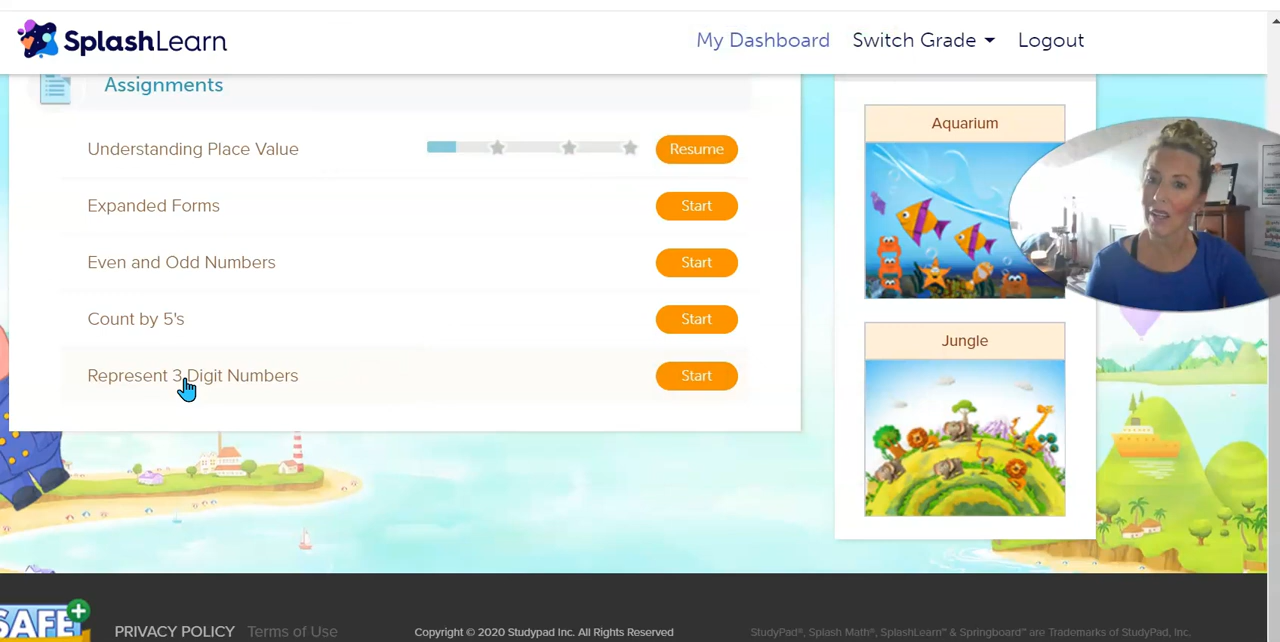 SplashLearn
My Dashboard Switch Grade Logout
Assignments
Understanding Place Value Resume
Expanded Forms Start
Even and Odd Numbers Start
Count by 5's Start
Represent 3 Digit Numbers Start
Aquarium
Jungle
SAFE
PRIVACY POLICY Terms of Use Copyright © 2020 Studypad Inc. All Rights Reserved StudyPad®, Splash Math®, SplashLearn™ & Springboard™ are Trademarks of StudyPad, Inc.